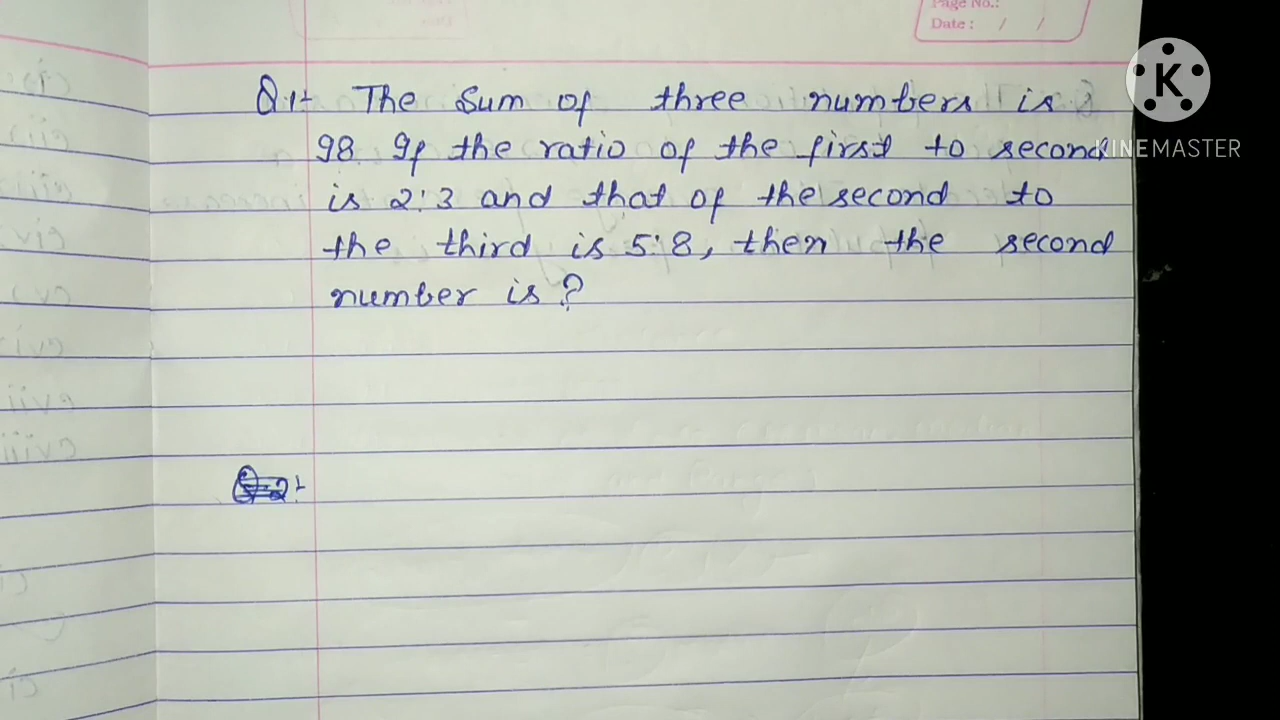 Page No.:
Date: / /
K
KINEMASTER
Q.1:- The sum of three numbers is
98. If the ratio of the first to second
is 2:3 and that of the second to
the third is 5:8, then the second
number is?